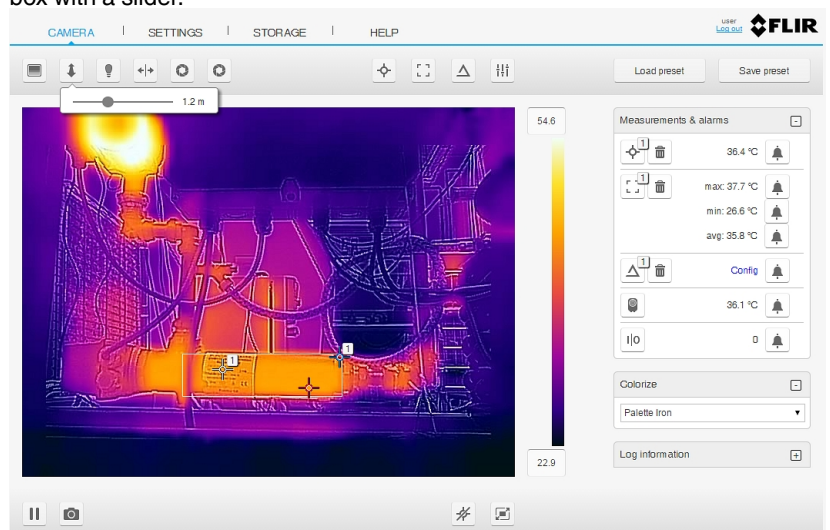 box with a slider.
CAMERA
SETTINGS
STORAGE
HELP
user
Log out
FLIR
Load preset
Save preset
1.2 m
54.6
22.9
Measurements & alarms
1
36.4 °C
1
max: 37.7 °C
min: 26.6 °C
avg: 35.8 °C
1
Config
36.1 °C
I|O
0
Colorize
Palette Iron
Log information
1
1